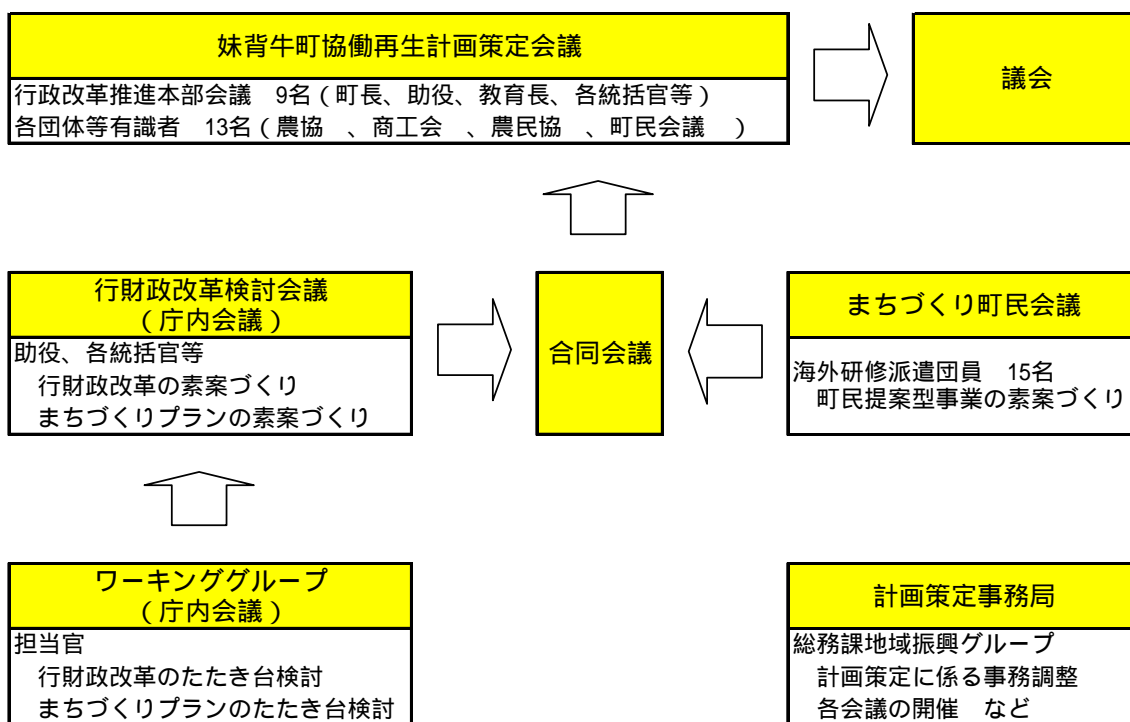 妹背牛町協働再生計画策定会議
行政改革推進本部会議　9名（町長、助役、教育長、各統括官等）
各団体等有識者　13名（農協　、商工会　、農民協　、町民会議　）
議会
行財政改革検討会議
（庁内会議）
助役、各統括官等
行財政改革の素案づくり
まちづくりプランの素案づくり
合同会議
まちづくり町民会議
海外研修派遣団員　15名
町民提案型事業の素案づくり
ワーキンググループ
（庁内会議）
担当官
行財政改革のたたき台検討
まちづくりプランのたたき台検討
計画策定事務局
総務課地域振興グループ
計画策定に係る事務調整
各会議の開催　など